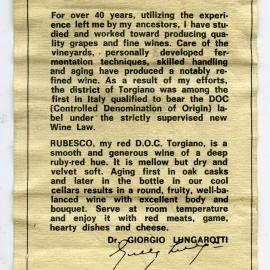 For over 40 years, utilizing the experi-
ence left me by my ancestors, I have stu-
died and worked toward producing qua-
lity grapes and fine wines. Care of the
vineyards, personally developed fer-
mentation techniques, skilled handling
and aging have produced a notably re-
fined wine. As a result of my efforts,
the district of Torgiano was among the
first in Italy qualified to bear the DOC
(Controlled Denomination of Origin) la-
bel under the strictly supervised new
Wine Law.
RUBESCO, my red D.O.C. Torgiano, is a
smooth and generous wine of a deep
ruby-red hue. It is mellow but dry and
velvet soft. Aging first in oak casks
and later in the bottle in our cool
cellars results in a round, fruity, well-ba-
lanced wine with excellent body and
bouquet. Serve at room temperature
and enjoy it with red meats, game,
hearty dishes and cheese.
Dr. GIORGIO LUNGAROTTI